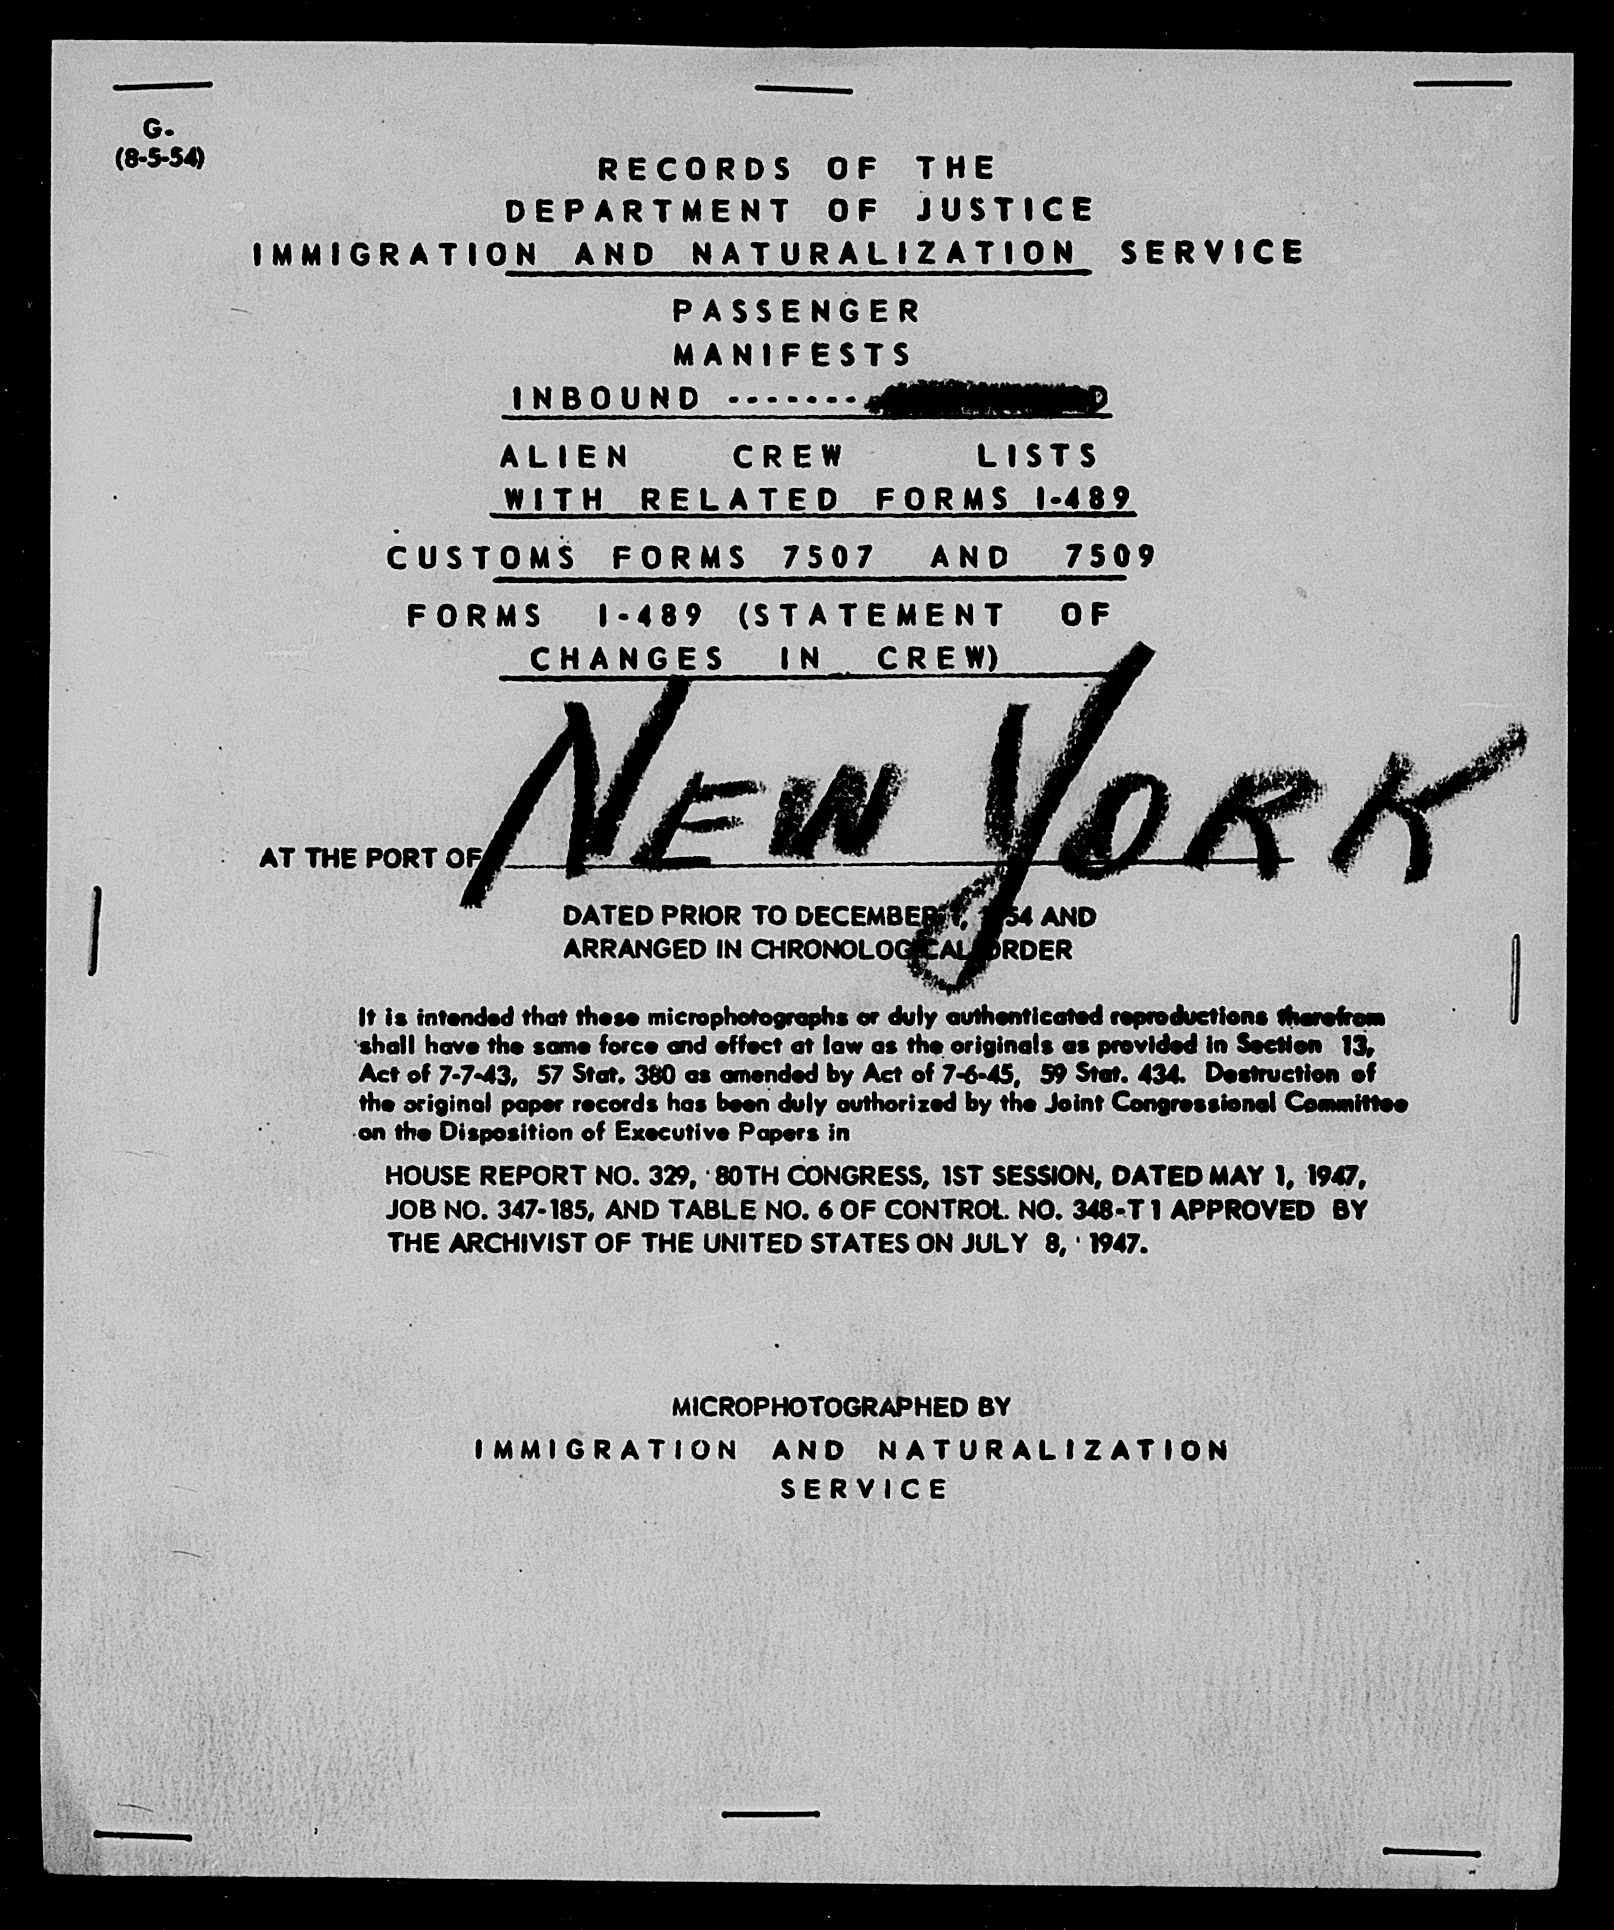 G.
(8-5-54)
RECORDS OF THE
DEPARTMENT OF JUSTICE
IMMIGRATION AND NATURALIZATION SERVICE
PASSENGER
MANIFESTS
INBOUND -------
ALIEN CREW LISTS
WITH RELATED FORMS I-489
CUSTOMS FORMS 7507 AND 7509
FORMS I-489 (STATEMENT OF
CHANGES IN CREW)
AT THE PORT OF NEW YORK
DATED PRIOR TO DECEMBER 54 AND
ARRANGED IN CHRONOLOGICAL ORDER
It is intended that these microphotographs or duly authenticated reproductions therefrom
shall have the same force and effect at law as the originals as provided in Section 13,
Act of 7-7-43, 57 Stat. 380 as amended by Act of 7-6-45, 59 Stat. 434. Destruction of
the original paper records has been duly authorized by the Joint Congressional Committee
on the Disposition of Executive Papers in
HOUSE REPORT NO. 329, 80TH CONGRESS, 1ST SESSION, DATED MAY 1, 1947,
JOB NO. 347-185, AND TABLE NO. 6 OF CONTROL NO. 348-T1 APPROVED BY
THE ARCHIVIST OF THE UNITED STATES ON JULY 8, 1947.
MICROPHOTOGRAPHED BY
IMMIGRATION AND NATURALIZATION
SERVICE